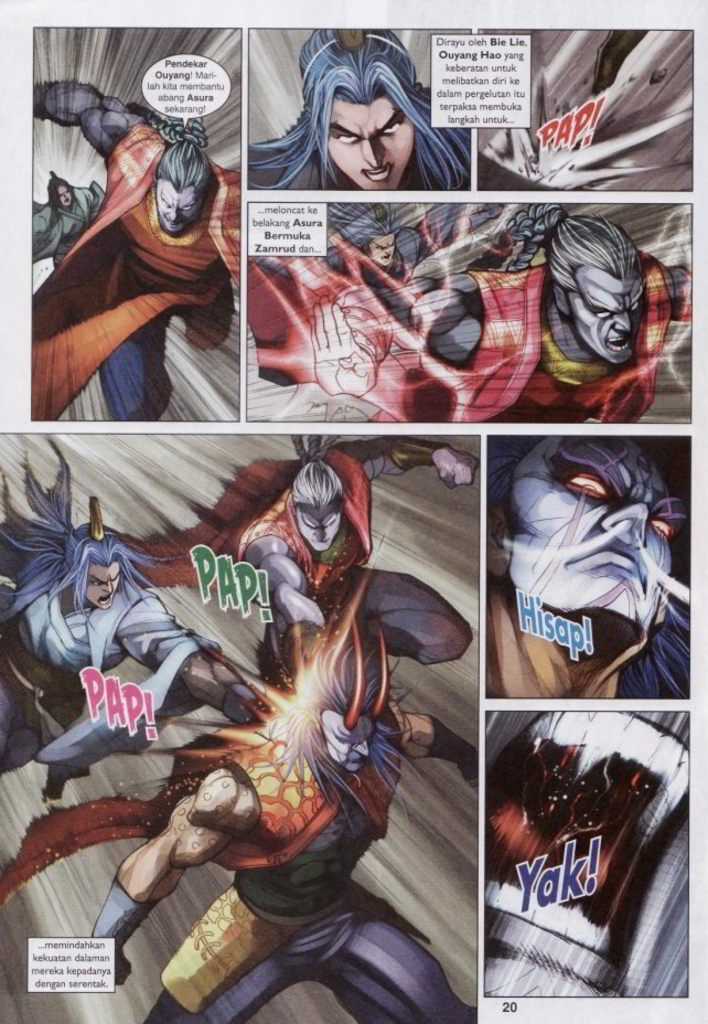 Pendekar
Ouyang! Mari-
lah kita membantu
abang Asura
sekarang!
Dirayu oleh Bie Lie,
Ouyang Hao yang
keberatan untuk
melibatkan diri ke
dalam pergelutan itu
terpaksa membuka
langkah untuk...
PAP!
...meloncat ke
belakang Asura
Bermuka
Zamrud dan...
PAP!
PAP!
Hisap!
Yak!
...memindahkan
kekuatan dalaman
mereka kepadanya
dengan serentak.
20